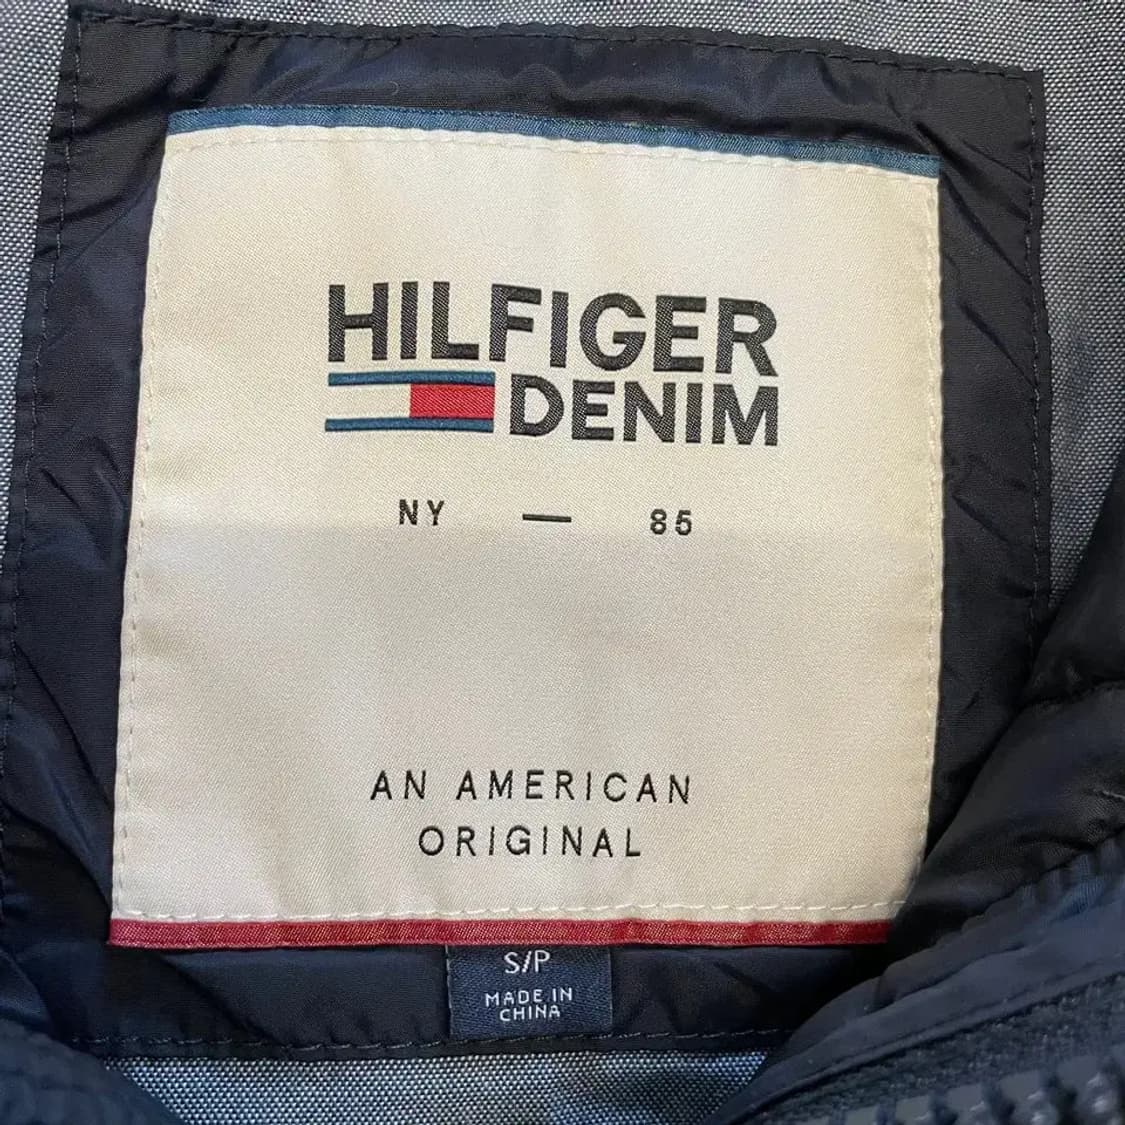 HILFIGER
DENIM
NY — 85
AN AMERICAN
ORIGINAL
S/P
MADE IN
CHINA